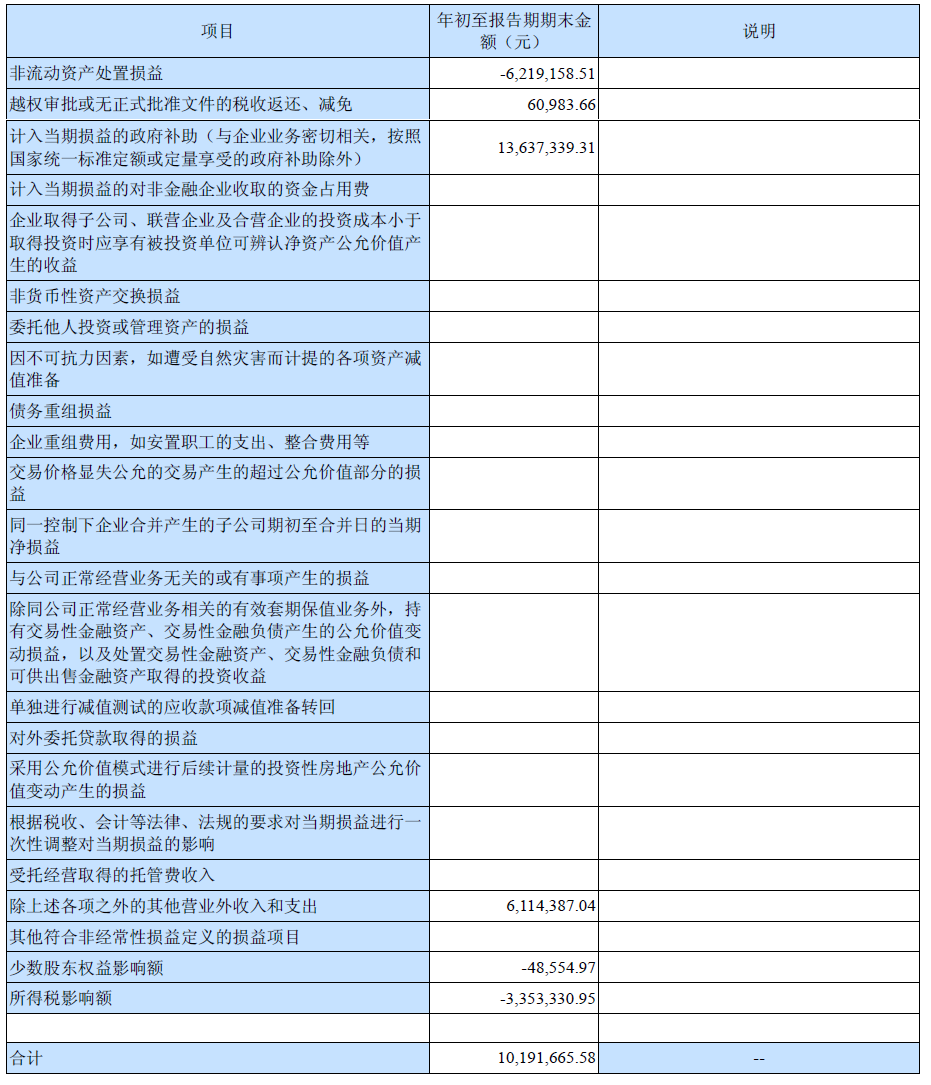 项目
年初至报告期期末金
额（元）
说明
非流动资产处置损益
-6,219,158.51
越权审批或无正式批准文件的税收返还、减免
60,983.66
计入当期损益的政府补助（与企业业务密切相关，按照
国家统一标准定额或定量享受的政府补助除外）
13,637,339.31
计入当期损益的对非金融企业收取的资金占用费
企业取得子公司、联营企业及合营企业的投资成本小于
取得投资时应享有被投资单位可辨认净资产公允价值产
生的收益
非货币性资产交换损益
委托他人投资或管理资产的损益
因不可抗力因素，如遭受自然灾害而计提的各项资产减
值准备
债务重组损益
企业重组费用，如安置职工的支出、整合费用等
交易价格显失公允的交易产生的超过公允价值部分的损
益
同一控制下企业合并产生的子公司期初至合并日的当期
净损益
与公司正常经营业务无关的或有事项产生的损益
除同公司正常经营业务相关的有效套期保值业务外，持
有交易性金融资产、交易性金融负债产生的公允价值变
动损益，以及处置交易性金融资产、交易性金融负债和
可供出售金融资产取得的投资收益
单独进行减值测试的应收款项减值准备转回
对外委托贷款取得的损益
采用公允价值模式进行后续计量的投资性房地产公允价
值变动产生的损益
根据税收、会计等法律、法规的要求对当期损益进行一
次性调整对当期损益的影响
受托经营取得的托管费收入
除上述各项之外的其他营业外收入和支出
6,114,387.04
其他符合非经常性损益定义的损益项目
少数股东权益影响额
-48,554.97
所得税影响额
-3,353,330.95
合计
10,191,665.58
--